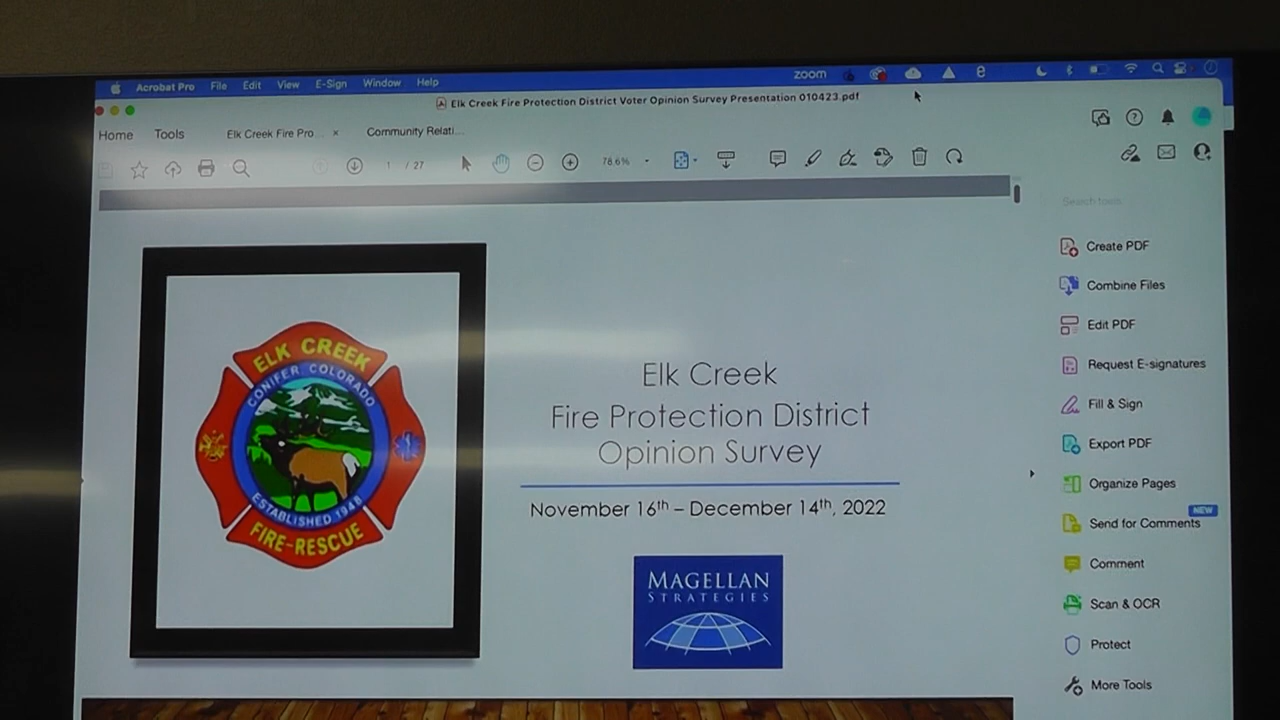 Acrobat Pro File Edit View E-Sign Window Help zoom
Elk Creek Fire Protection District Voter Opinion Survey Presentation 010423.pdf
Home Tools Elk Creek Fire Pro... × Community Relati...
1 / 27 78.6%
Search tools
Create PDF
Combine Files
Edit PDF
Request E-signatures
Fill & Sign
Export PDF
Organize Pages
NEW
Send for Comments
Comment
Scan & OCR
Protect
More Tools
ELK CREEK
CONIFER, COLORADO
ESTABLISHED 1948
FIRE-RESCUE
Elk Creek
Fire Protection District
Opinion Survey
November 16th – December 14th, 2022
MAGELLAN
STRATEGIES